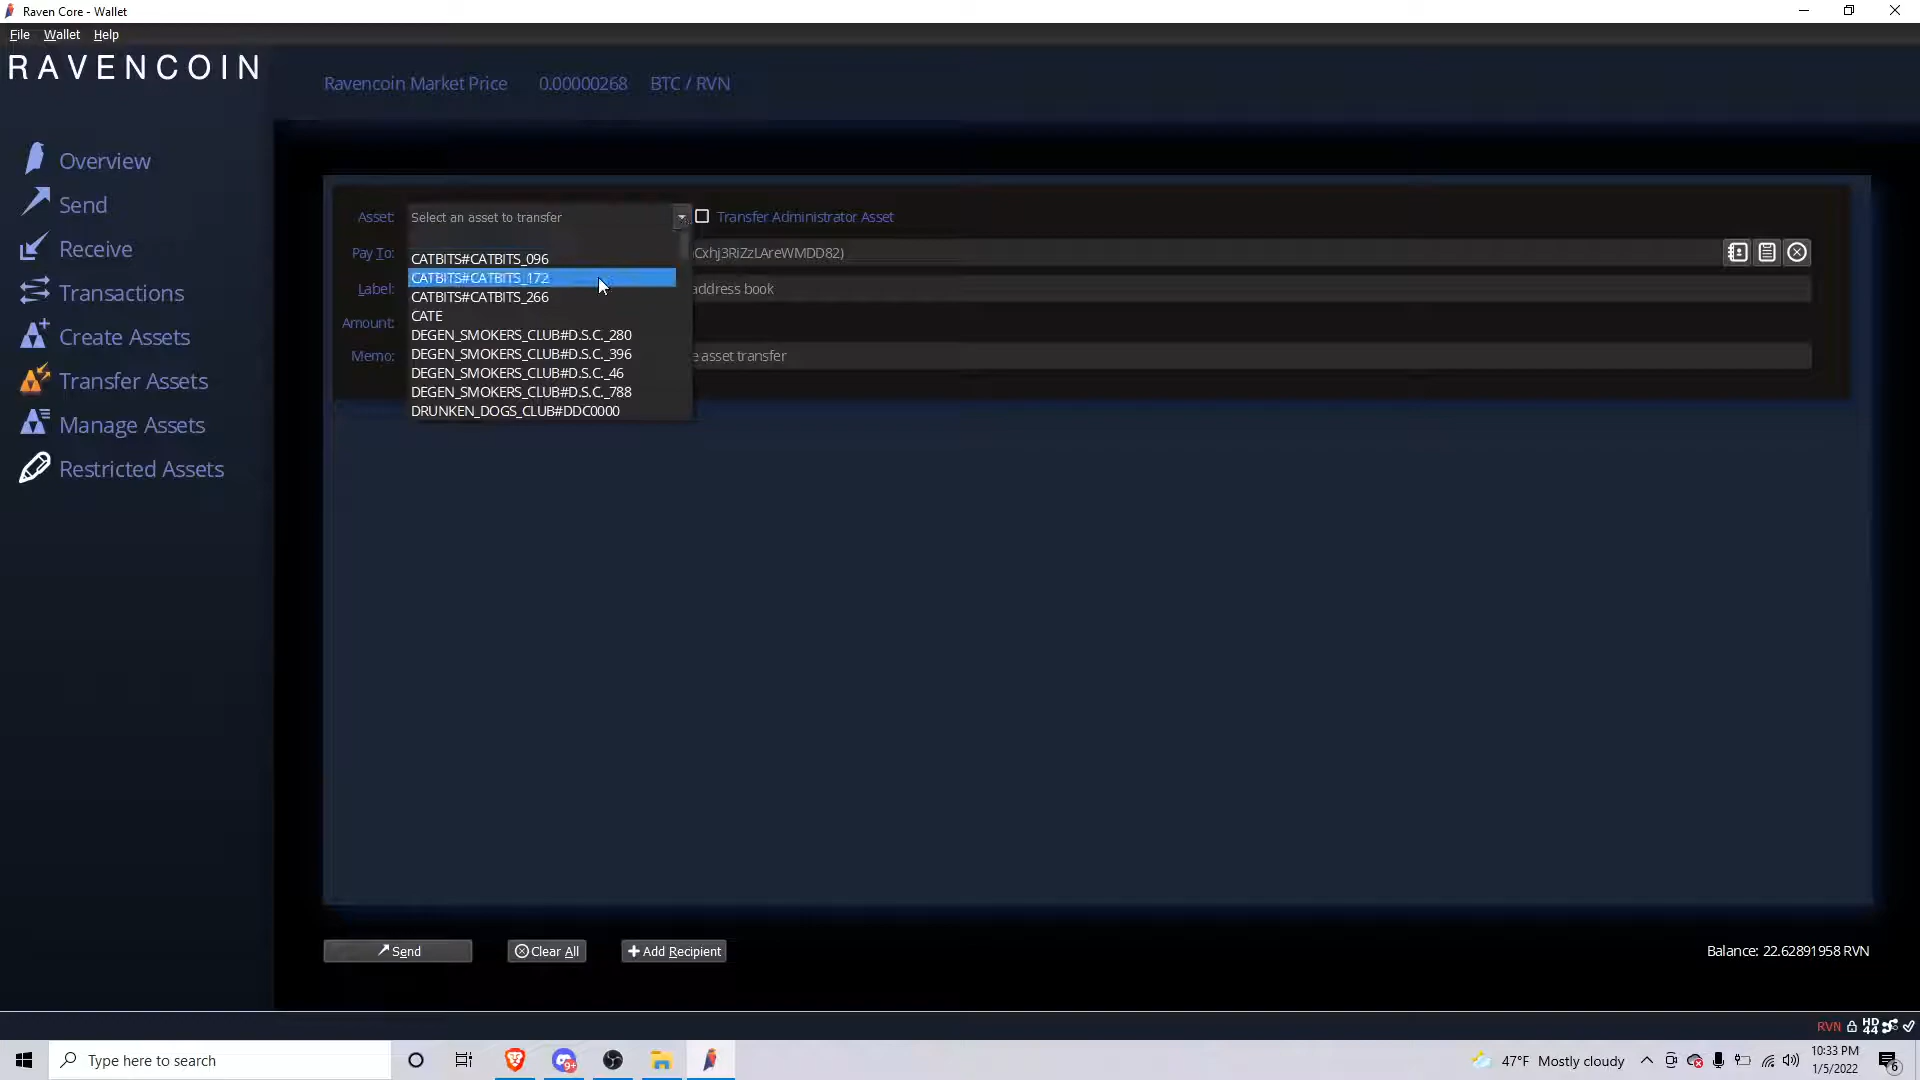 Raven Core - Wallet
File Wallet Help
RAVENCOIN
Ravencoin Market Price 0.00000268 BTC / RVN
Overview
Send
Receive
Transactions
Create Assets
Transfer Assets
Manage Assets
Restricted Assets
Asset: Select an asset to transfer Transfer Administrator Asset
Pay To: Cxhj3RiZzLAreWMDD82)
Label: address book
Amount:
Memo: e asset transfer
CATBITS#CATBITS_096
CATBITS#CATBITS_172
CATBITS#CATBITS_266
CATE
DEGEN_SMOKERS_CLUB#D.S.C._280
DEGEN_SMOKERS_CLUB#D.S.C._396
DEGEN_SMOKERS_CLUB#D.S.C._46
DEGEN_SMOKERS_CLUB#D.S.C._788
DRUNKEN_DOGS_CLUB#DDC0000
Send Clear All Add Recipient Balance: 22.62891958 RVN
RVN HD 44
Type here to search 9+ 47°F Mostly cloudy 10:33 PM
1/5/2022 6